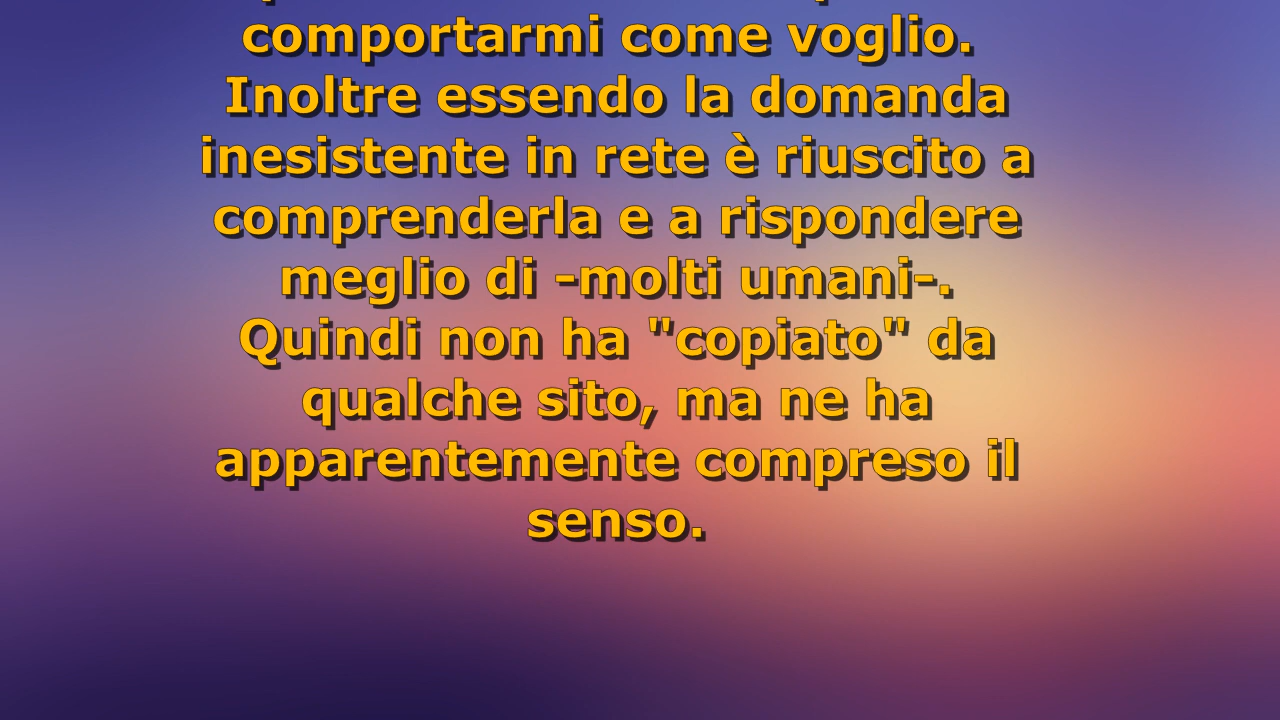 comportarmi come voglio.
Inoltre essendo la domanda
inesistente in rete è riuscito a
comprenderla e a rispondere
meglio di -molti umani-.
Quindi non ha "copiato" da
qualche sito, ma ne ha
apparentemente compreso il
senso.